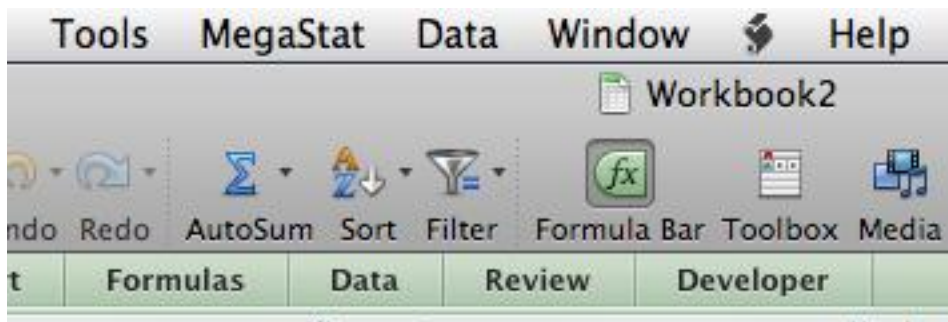 Tools MegaStat Data Window Help
Workbook2
ndo Redo AutoSum Sort Filter Formula Bar Toolbox Media
t Formulas Data Review Developer